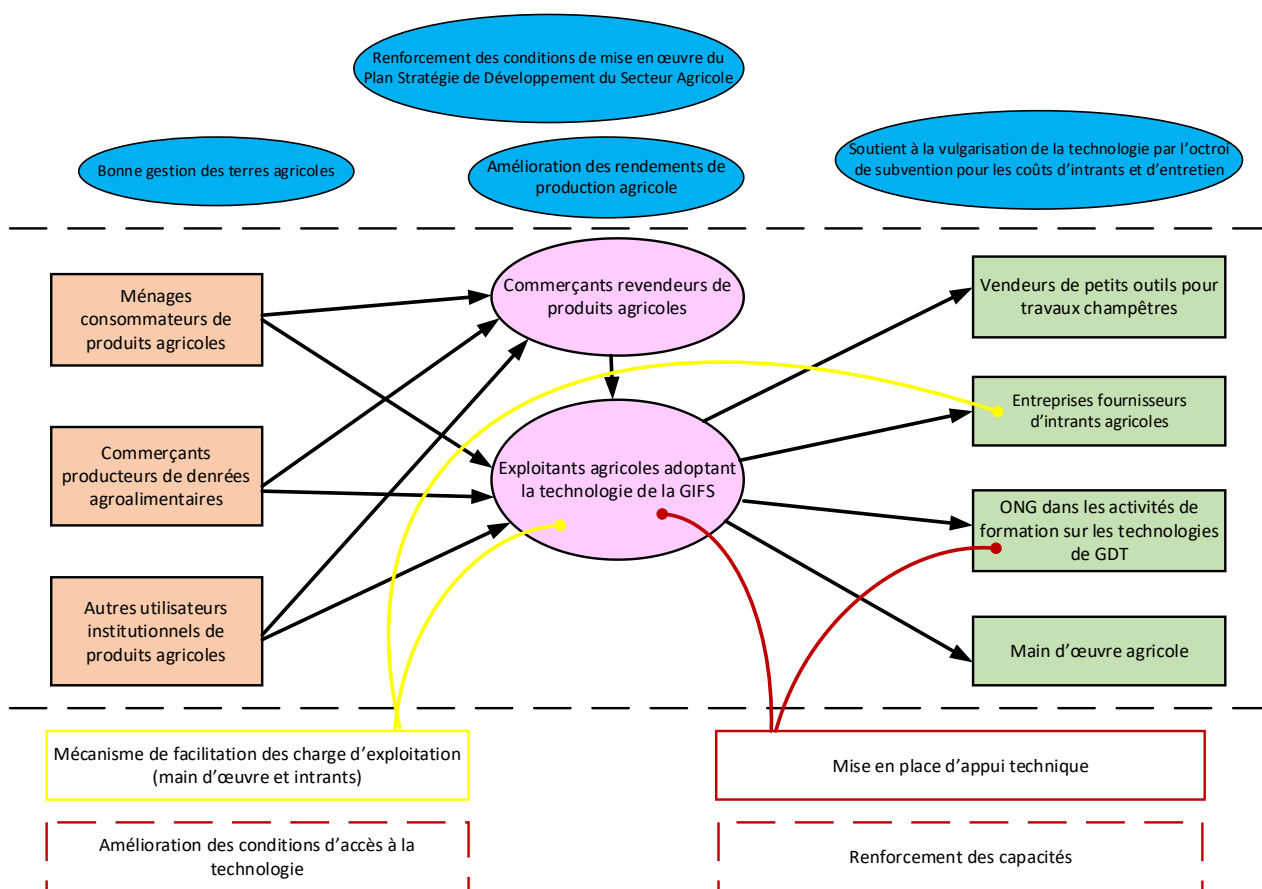 Renforcement des conditions de mise en œuvre du
Plan Stratégie de Développement du Secteur Agricole
Bonne gestion des terres agricoles
Amélioration des rendements de
production agricole
Soutient à la vulgarisation de la technologie par l’octroi
de subvention pour les coûts d’intrants et d’entretien
Ménages
consommateurs de
produits agricoles
Commerçants revendeurs de
produits agricoles
Vendeurs de petits outils pour
travaux champêtres
Entreprises fournisseurs
d’intrants agricoles
Commerçants
producteurs de denrées
agroalimentaires
Exploitants agricoles adoptant
la technologie de la GIFS
ONG dans les activités de
formation sur les technologies
de GDT
Autres utilisateurs
institutionnels de
produits agricoles
Main d’œuvre agricole
Mécanisme de facilitation des charge d’exploitation
(main d’œuvre et intrants)
Mise en place d’appui technique
Amélioration des conditions d’accès à la
technologie
Renforcement des capacités